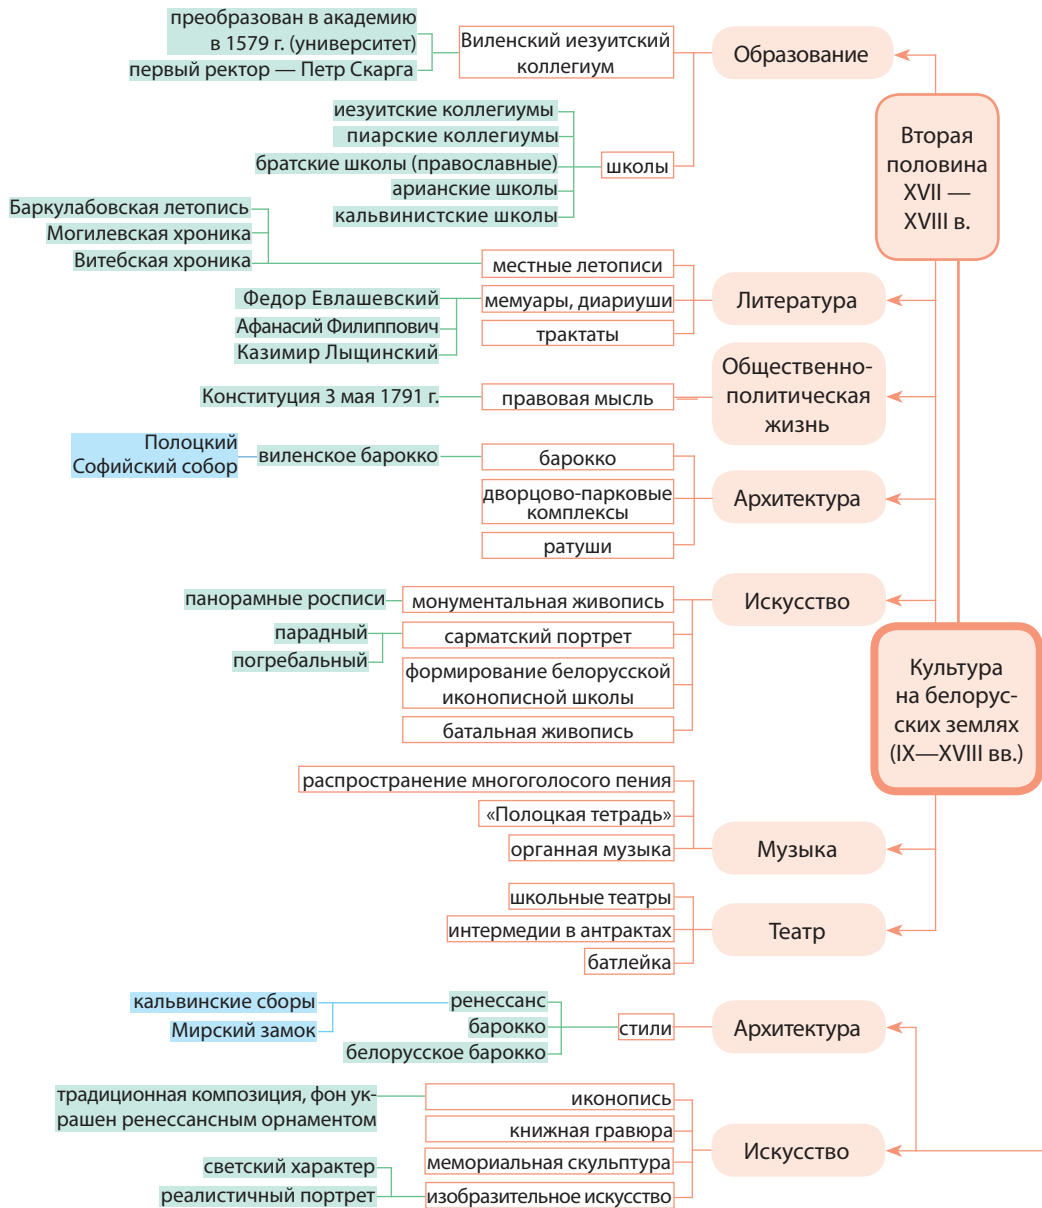 преобразован в академию
в 1579 г. (университет)
первый ректор — Петр Скарга
Виленский иезуитский
коллегиум
Образование
иезуитские коллегиумы
пиарские коллегиумы
братские школы (православные)
арианские школы
кальвинистские школы
школы
Вторая
половина
XVII —
XVIII в.
Баркулабовская летопись
Могилевская хроника
Витебская хроника
местные летописи
Федор Евлашевский
Афанасий Филиппович
Казимир Лыщинский
мемуары, диариуши
трактаты
Литература
Конституция 3 мая 1791 г.
правовая мысль
Общественно-
политическая
жизнь
Полоцкий
Софийский собор
виленское барокко
барокко
дворцово-парковые
комплексы
ратуши
Архитектура
панорамные росписи
монументальная живопись
парадный
погребальный
сарматский портрет
формирование белорусской
иконописной школы
батальная живопись
Искусство
Культура
на белорус-
ских землях
(IX—XVIII вв.)
распространение многоголосого пения
«Полоцкая тетрадь»
органная музыка
Музыка
школьные театры
интермедии в антрактах
батлейка
Театр
кальвинские сборы
Мирский замок
ренессанс
барокко
белорусское барокко
стили
Архитектура
традиционная композиция, фон ук-
рашен ренессансным орнаментом
иконопись
книжная гравюра
мемориальная скульптура
светский характер
реалистичный портрет
изобразительное искусство
Искусство